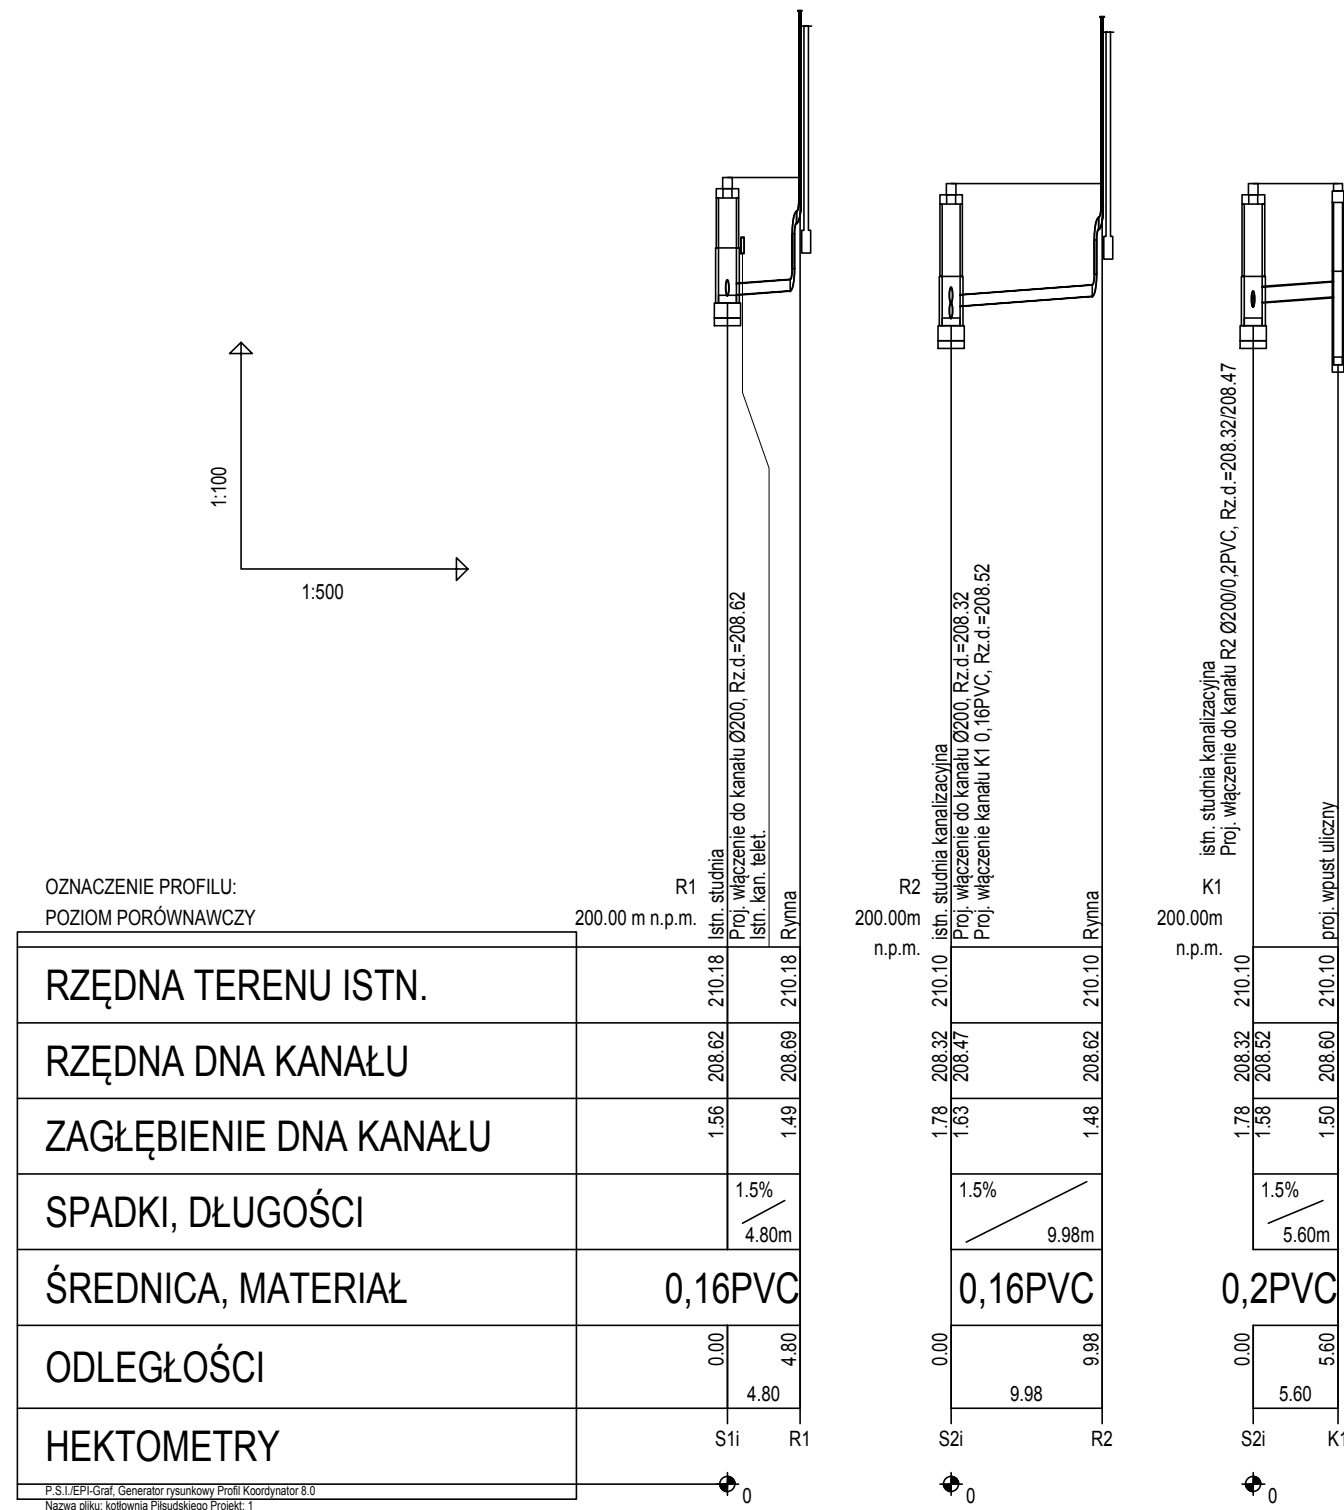 1:100
1:500
OZNACZENIE PROFILU:
POZIOM PORÓWNAWCZY
R1
200.00 m n.p.m.
Istn. studnia
Proj. włączenie do kanału Ø200, Rz.d.=208.62
Istn. kan. telet.
Rynna
R2
200.00m
n.p.m.
istn. studnia kanalizacyjna
Proj. włączenie do kanału Ø200, Rz.d.=208.32
Proj. włączenie kanału K1 0,16PVC, Rz.d.=208.52
Rynna
K1
200.00m
n.p.m.
istn. studnia kanalizacyjna
Proj. włączenie do kanału R2 Ø200/0,2PVC, Rz.d.=208.32/208.47
proj. wpust uliczny
RZĘDNA TERENU ISTN.
210.18 210.18 210.10 210.10 210.10 210.10
RZĘDNA DNA KANAŁU
208.62 208.69 208.32 208.47 208.62 208.32 208.52 208.60
ZAGŁĘBIENIE DNA KANAŁU
1.56 1.49 1.78 1.63 1.48 1.78 1.58 1.50
SPADKI, DŁUGOŚCI
1.5% 4.80m 1.5% 9.98m 1.5% 5.60m
ŚREDNICA, MATERIAŁ
0,16PVC 0,16PVC 0,2PVC
ODLEGŁOŚCI
0.00 4.80 0.00 9.98 0.00 5.60
4.80 9.98 5.60
HEKTOMETRY
S1i R1 S2i R2 S2i K1
0 0 0
P.S.I./EPI-Graf, Generator rysunkowy Profil Koordynator 8.0
Nazwa pliku: kotłownia Piłsudskiego Projekt: 1